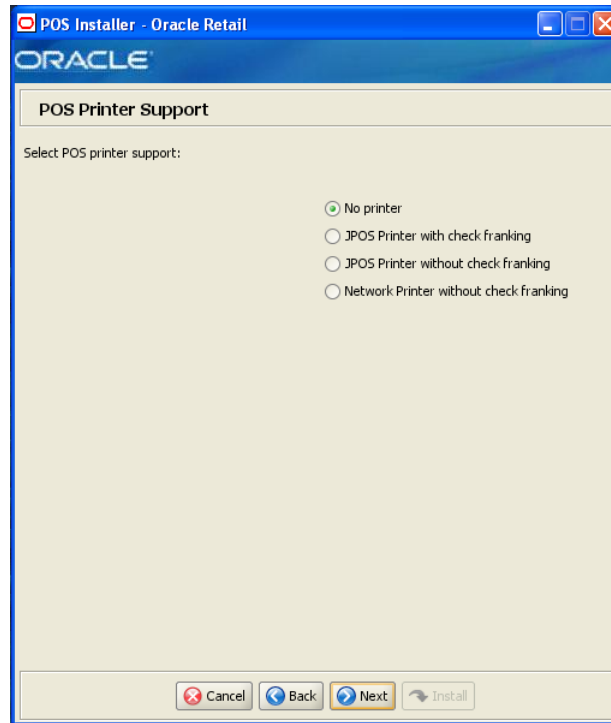 POS Installer - Oracle Retail
ORACLE
POS Printer Support
Select POS printer support:
No printer
JPOS Printer with check franking
JPOS Printer without check franking
Network Printer without check franking
Cancel Back Next Install